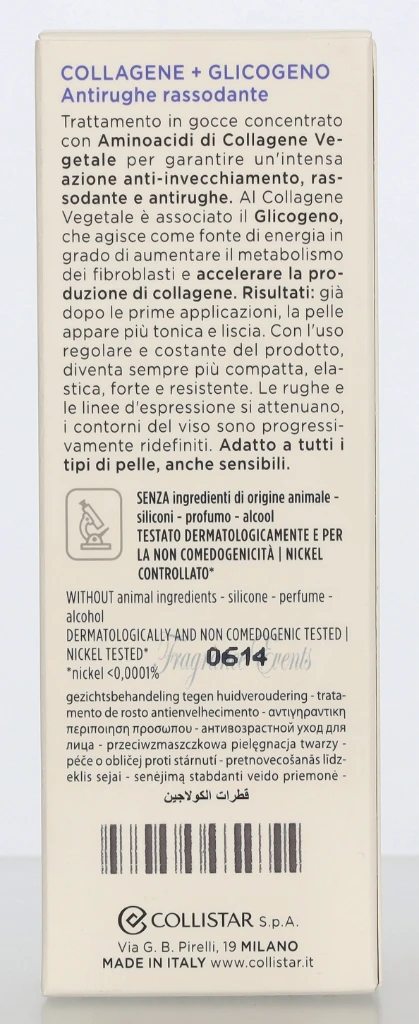 COLLAGENE + GLICOGENO
Antirughe rassodante
Trattamento in gocce concentrato
con Aminoacidi di Collagene Ve-
getale per garantire un'intensa
azione anti-invecchiamento, ras-
sodante e antirughe. Al Collagene
Vegetale è associato il Glicogeno,
che agisce come fonte di energia in
grado di aumentare il metabolismo
dei fibroblasti e accelerare la pro-
duzione di collagene. Risultati: già
dopo le prime applicazioni, la pelle
appare più tonica e liscia. Con l'uso
regolare e costante del prodotto,
diventa sempre più compatta, ela-
stica, forte e resistente. Le rughe e
le linee d'espressione si attenuano,
i contorni del viso sono progressi-
vamente ridefiniti. Adatto a tutti i
tipi di pelle, anche sensibili.
SENZA ingredienti di origine animale -
siliconi - profumo - alcool
TESTATO DERMATOLOGICAMENTE E PER
LA NON COMEDOGENICITÀ | NICKEL
CONTROLLATO*
WITHOUT animal ingredients - silicone - perfume -
alcohol
DERMATOLOGICALLY AND NON COMEDOGENIC TESTED |
NICKEL TESTED*
Fragrance Events
0614
*nickel <0,0001%
gezichtsbehandeling tegen huidveroudering - trata-
mento de rosto antienvelhecimento - αντιγηραντική
περιποίηση προσώπου - антивозрастной уход для
лица - przeciwzmarszczkowa pielęgnacja twarzy -
péče o obličej proti stárnutí - pretnovecošanās līdz-
eklis sejai - senėjimą stabdanti veido priemonė -
قطرات الكولاجين
COLLISTAR S.p.A.
Via G. B. Pirelli, 19 MILANO
MADE IN ITALY www.collistar.it